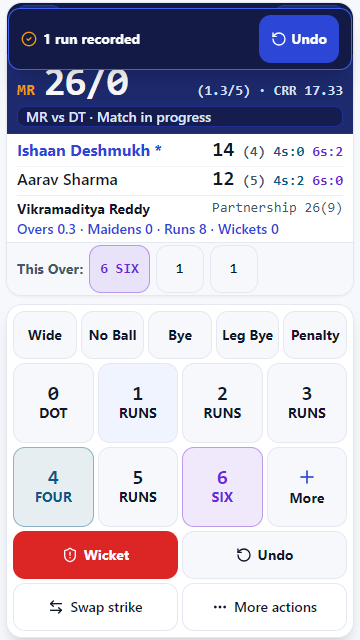 1 run recorded
Undo
MR 26/0 (1.3/5) · CRR 17.33
MR vs DT · Match in progress
Ishaan Deshmukh * 14 (4) 4s:0 6s:2
Aarav Sharma 12 (5) 4s:2 6s:0
Vikramaditya Reddy Partnership 26(9)
Overs 0.3 · Maidens 0 · Runs 8 · Wickets 0
This Over: 6 SIX 1 1
Wide No Ball Bye Leg Bye Penalty
0 1 2 3
DOT RUNS RUNS RUNS
4 5 6 +
FOUR RUNS SIX More
Wicket Undo
Swap strike ··· More actions